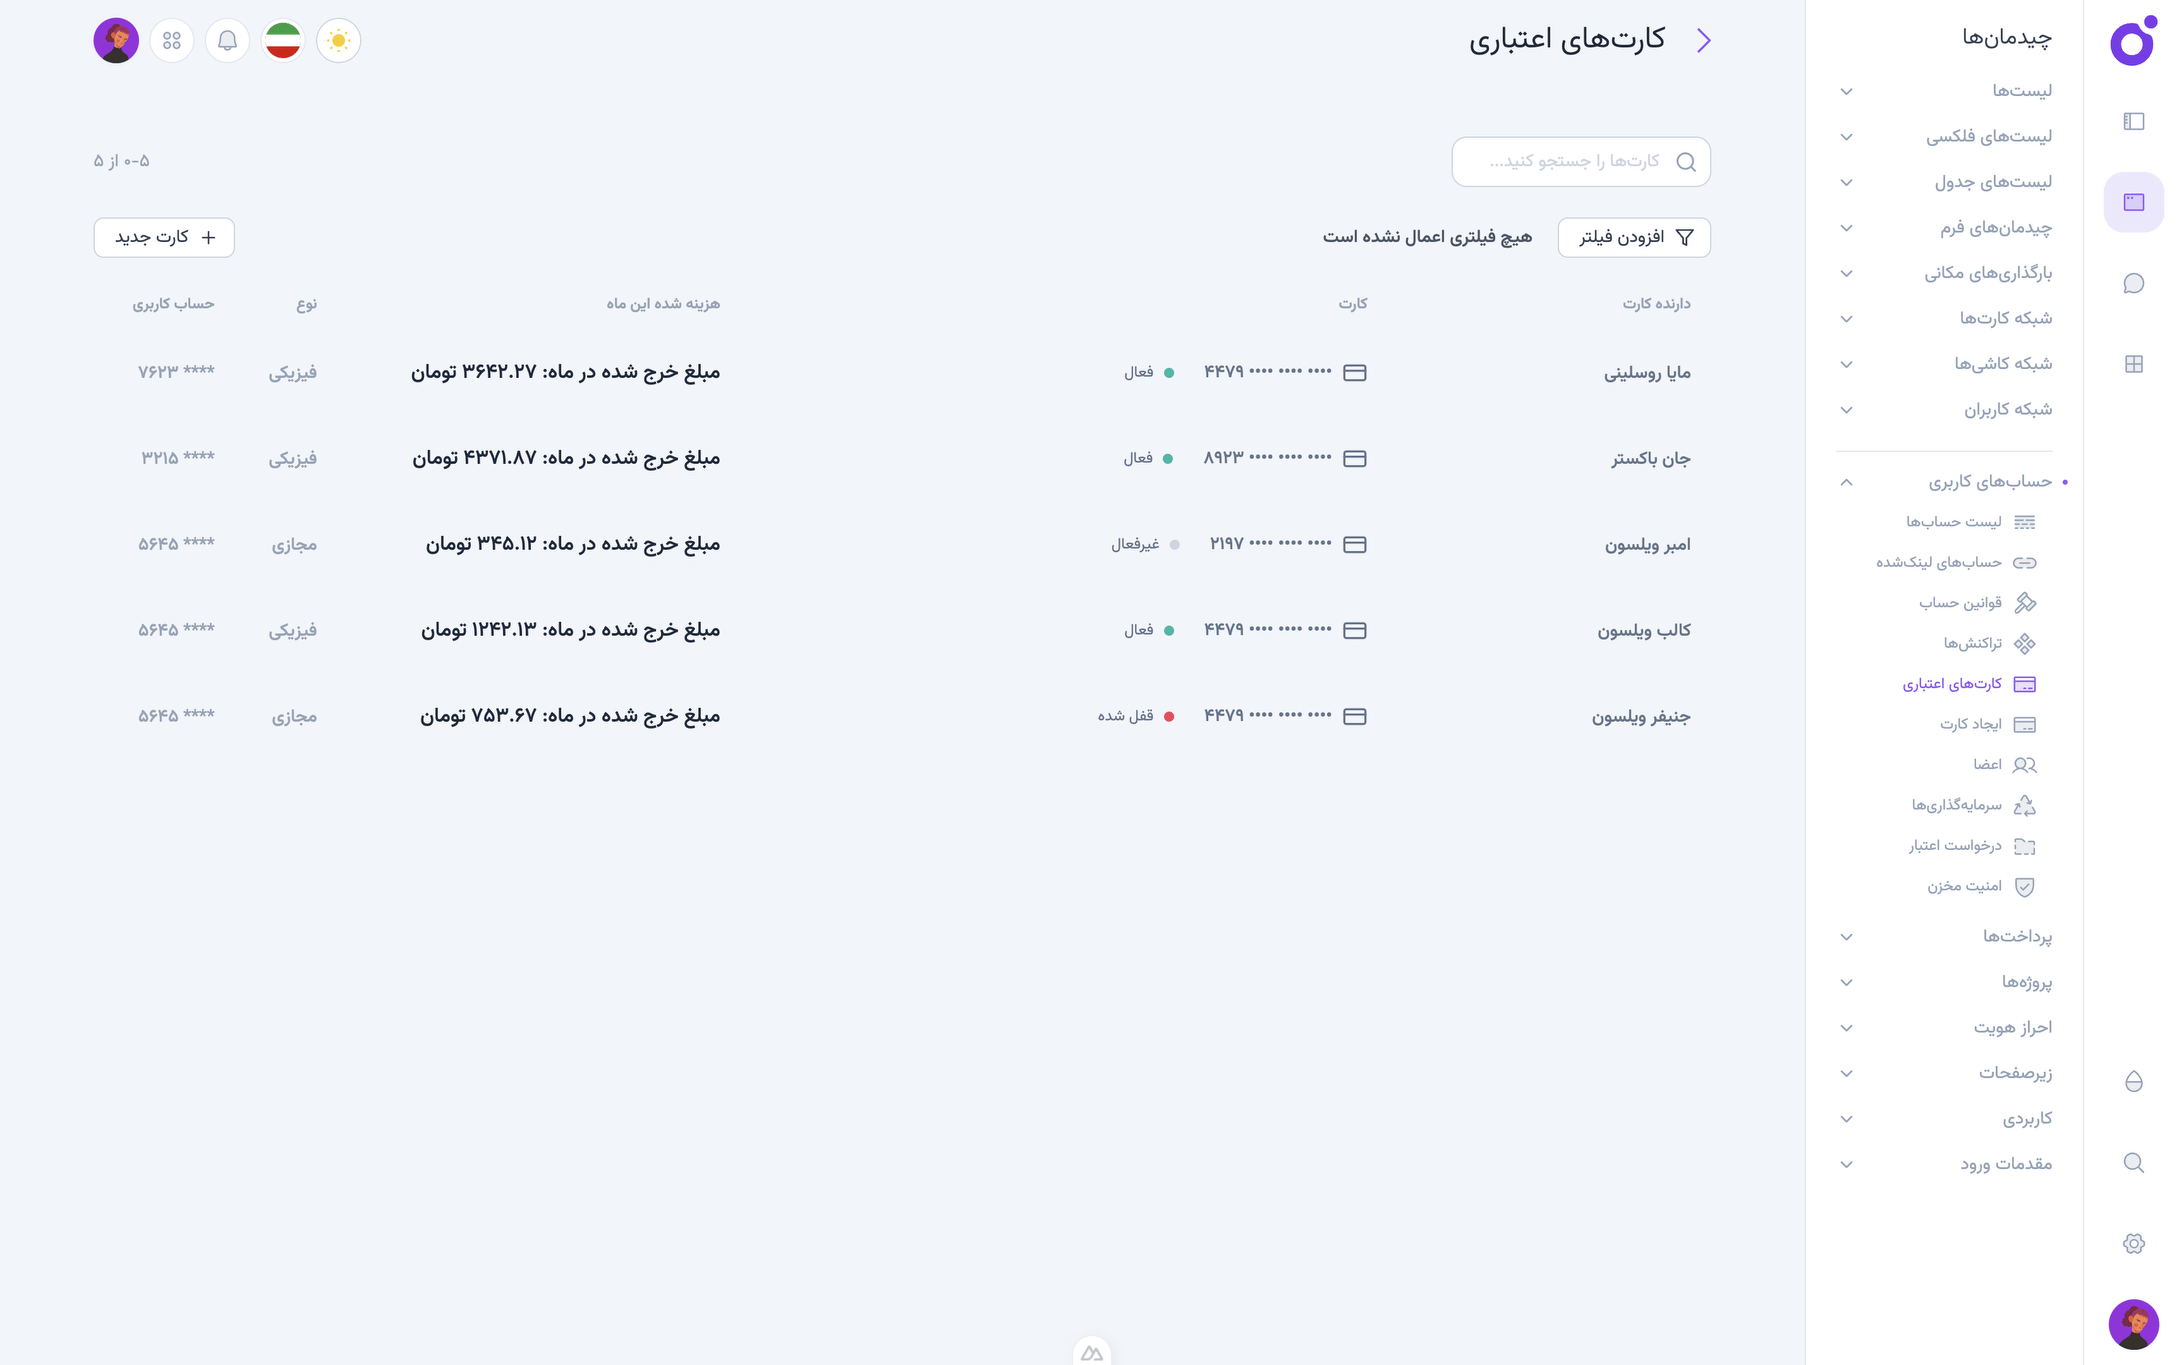 چیدمان‌ها
لیست‌ها
لیست‌های فلکسی
لیست‌های جدول
چیدمان‌های فرم
بارگذاری‌های مکانی
شبکه کارت‌ها
شبکه کاشی‌ها
شبکه کاربران
حساب‌های کاربری
لیست حساب‌ها
حساب‌های لینک‌شده
قوانین حساب
تراکنش‌ها
کارت‌های اعتباری
ایجاد کارت
اعضا
سرمایه‌گذاری‌ها
درخواست اعتبار
امنیت مخزن
پرداخت‌ها
پروژه‌ها
احراز هویت
زیرصفحات
کاربردی
مقدمات ورود
کارت‌های اعتباری
کارت‌ها را جستجو کنید...
۰-۵ از ۵
افزودن فیلتر
هیچ فیلتری اعمال نشده است
کارت جدید
دارنده کارت کارت هزینه شده این ماه نوع حساب کاربری
مایا روسلینی •••• •••• •••• ۴۴۷۹ فعال مبلغ خرج شده در ماه: ۳۶۴۲.۲۷ تومان فیزیکی **** ۷۶۲۳
جان باکستر •••• •••• •••• ۸۹۲۳ فعال مبلغ خرج شده در ماه: ۴۳۷۱.۸۷ تومان فیزیکی **** ۳۲۱۵
امبر ویلسون •••• •••• •••• ۲۱۹۷ غیرفعال مبلغ خرج شده در ماه: ۳۴۵.۱۲ تومان مجازی **** ۵۶۴۵
کالب ویلسون •••• •••• •••• ۴۴۷۹ فعال مبلغ خرج شده در ماه: ۱۲۴۲.۱۳ تومان فیزیکی **** ۵۶۴۵
جنیفر ویلسون •••• •••• •••• ۴۴۷۹ قفل شده مبلغ خرج شده در ماه: ۷۵۳.۶۷ تومان مجازی **** ۵۶۴۵